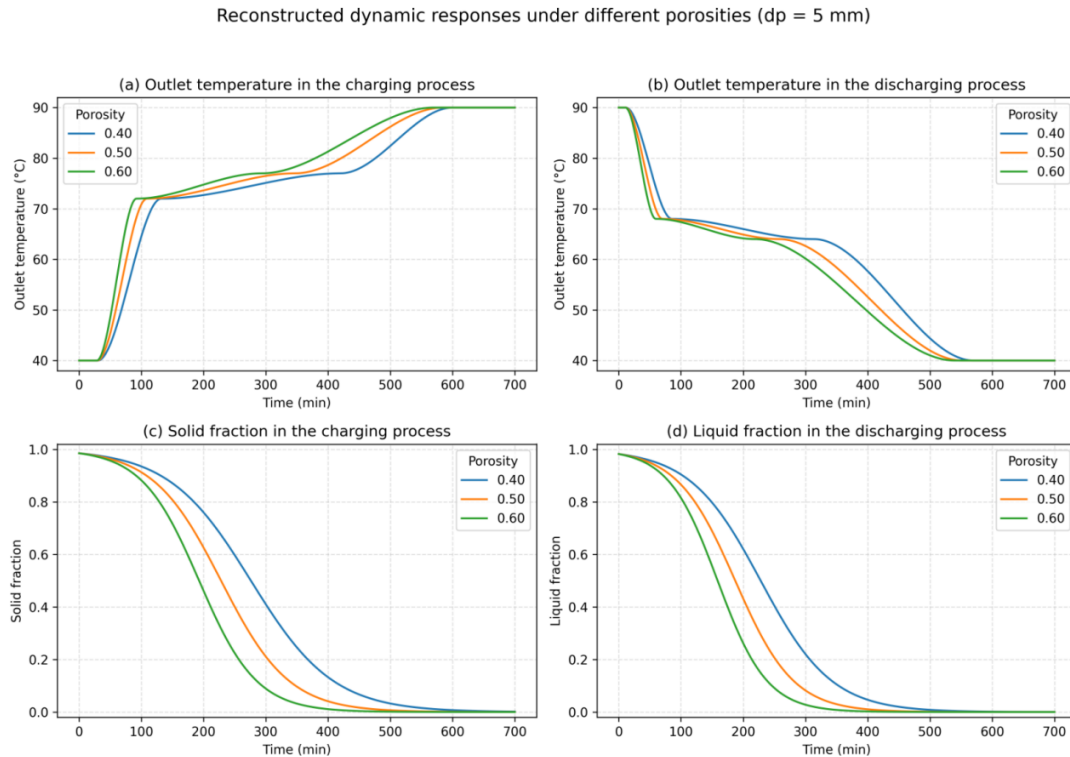 Reconstructed dynamic responses under different porosities (dp = 5 mm)
(a) Outlet temperature in the charging process
Outlet temperature (°C)
90
80
70
60
50
40
Porosity
0.40
0.50
0.60
0 100 200 300 400 500 600 700
Time (min)
(b) Outlet temperature in the discharging process
Outlet temperature (°C)
90
80
70
60
50
40
Porosity
0.40
0.50
0.60
0 100 200 300 400 500 600 700
Time (min)
(c) Solid fraction in the charging process
Solid fraction
1.0
0.8
0.6
0.4
0.2
0.0
Porosity
0.40
0.50
0.60
0 100 200 300 400 500 600 700
Time (min)
(d) Liquid fraction in the discharging process
Liquid fraction
1.0
0.8
0.6
0.4
0.2
0.0
Porosity
0.40
0.50
0.60
0 100 200 300 400 500 600 700
Time (min)